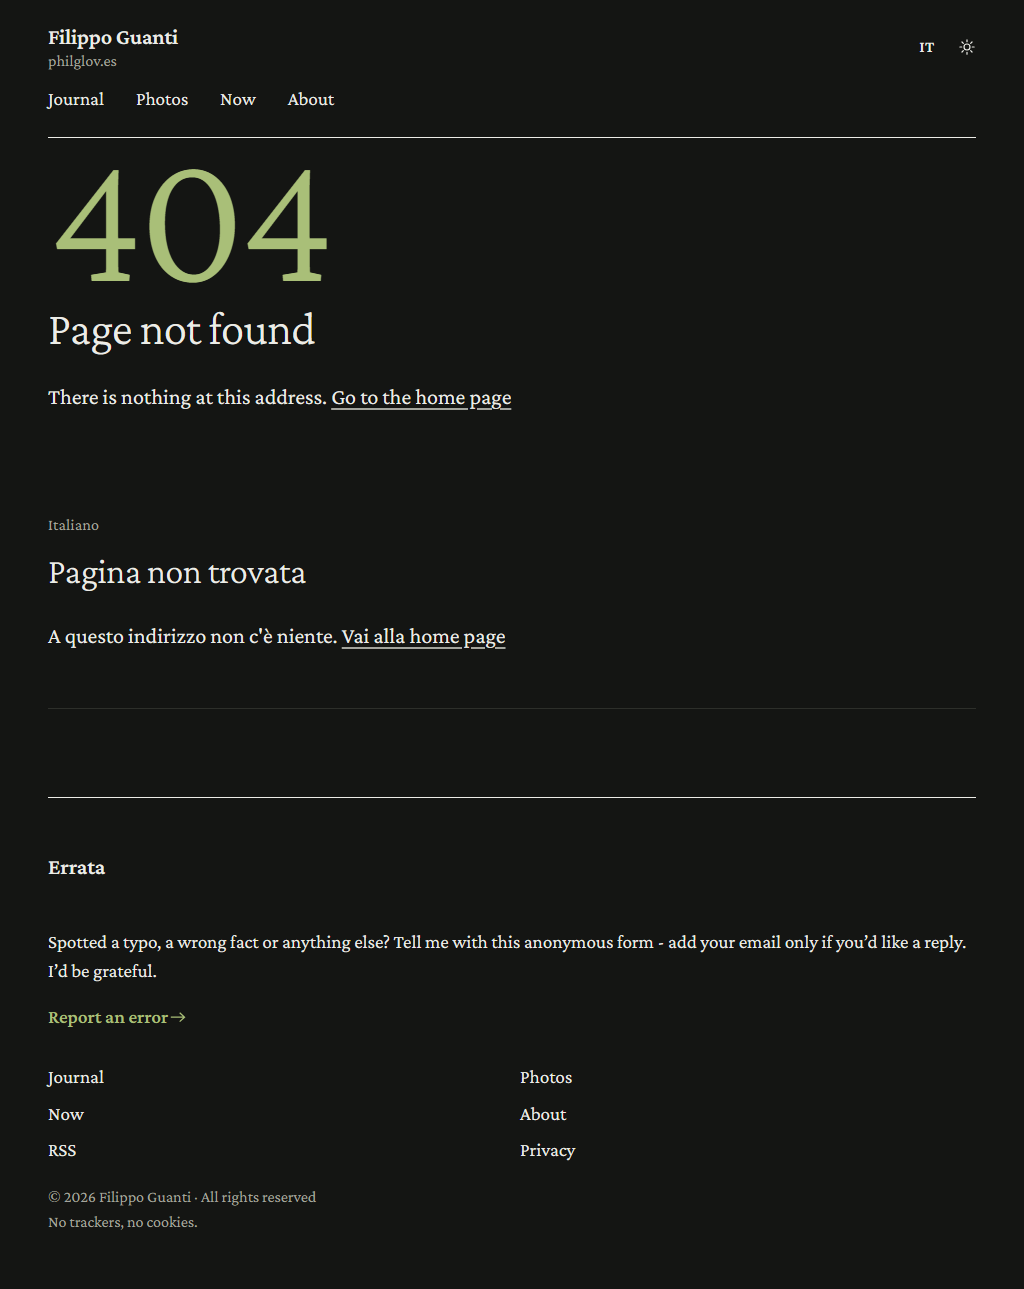 Filippo Guanti
philglov.es
IT
Journal Photos Now About
404
Page not found
There is nothing at this address. Go to the home page
Italiano
Pagina non trovata
A questo indirizzo non c'è niente. Vai alla home page
Errata
Spotted a typo, a wrong fact or anything else? Tell me with this anonymous form - add your email only if you’d like a reply.
I’d be grateful.
Report an error→
Journal Photos
Now About
RSS Privacy
© 2026 Filippo Guanti · All rights reserved
No trackers, no cookies.